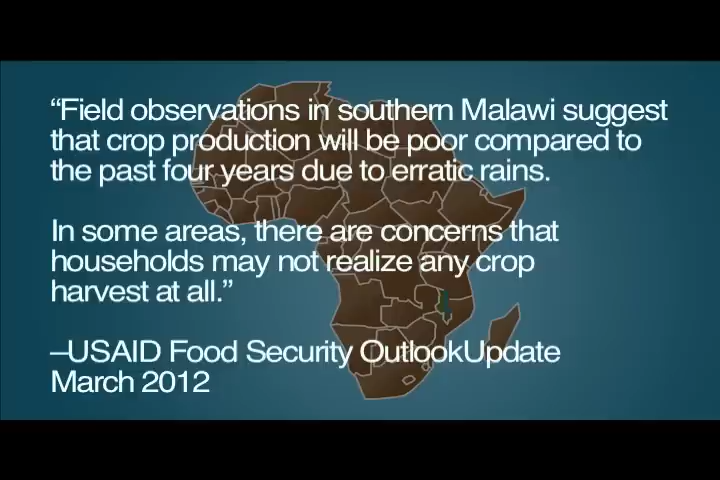 “Field observations in southern Malawi suggest
that crop production will be poor compared to
the past four years due to erratic rains.
In some areas, there are concerns that
households may not realize any crop
harvest at all.”
–USAID Food Security OutlookUpdate
March 2012